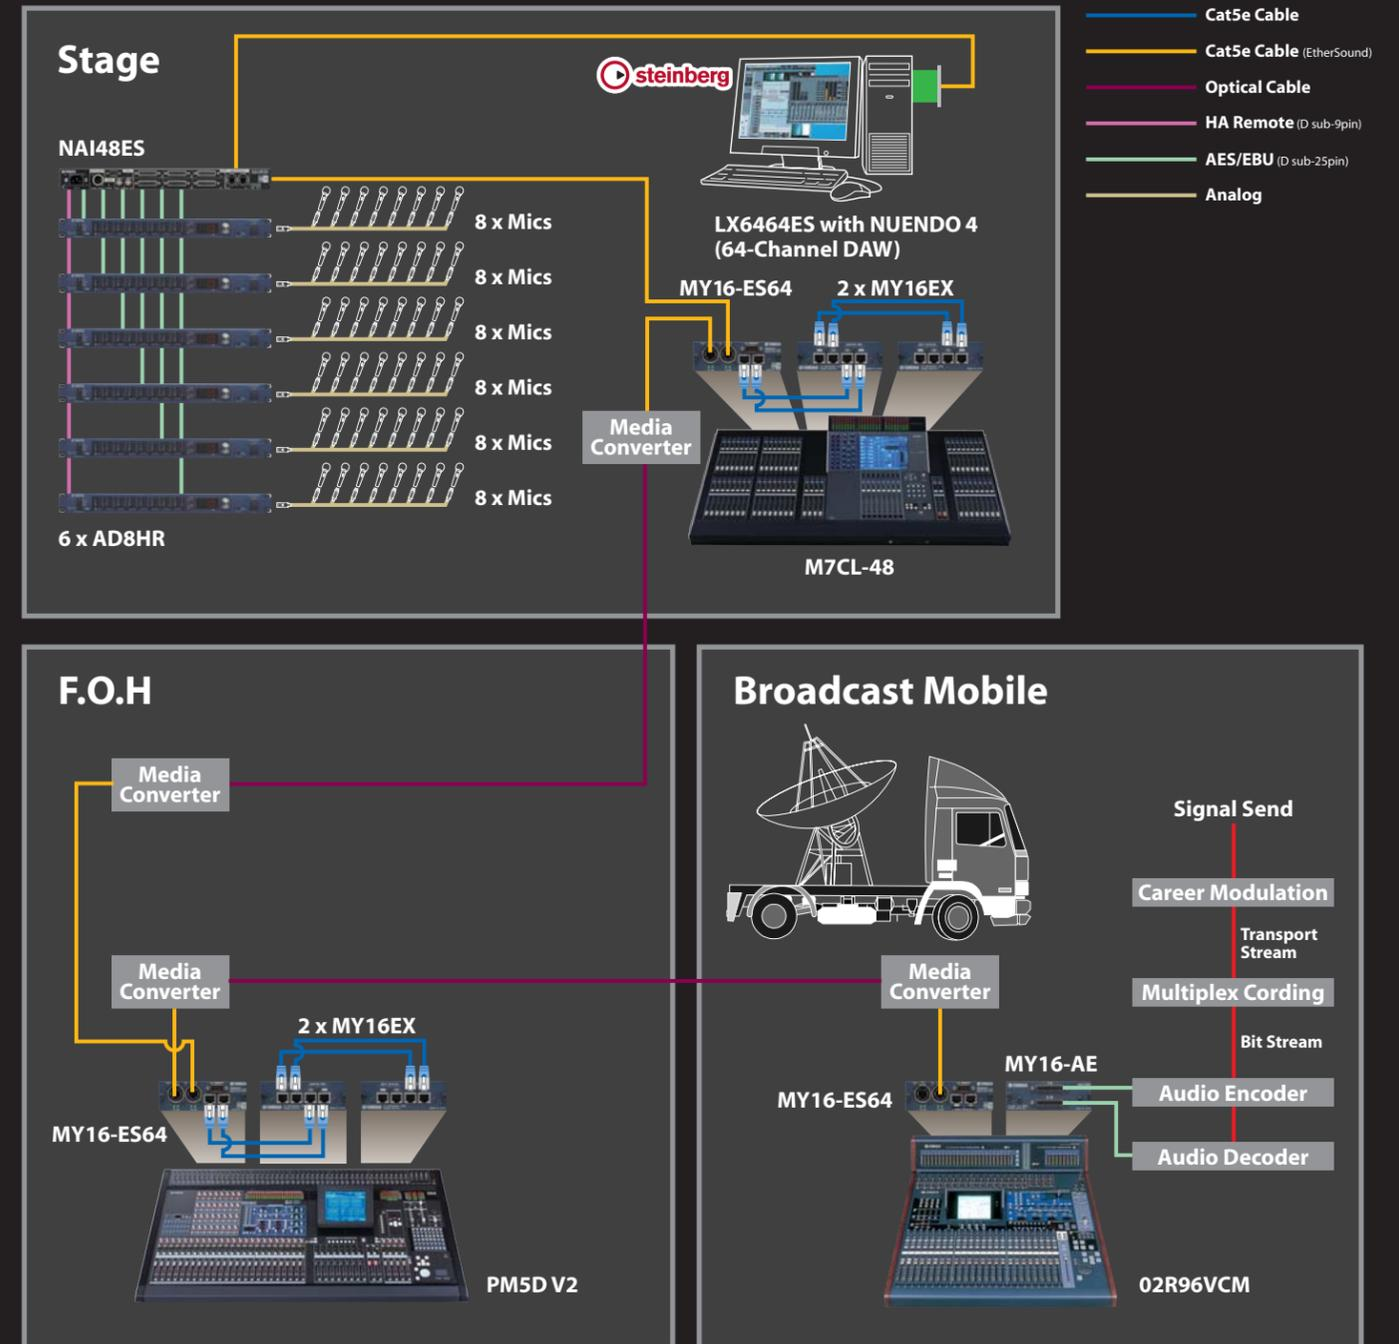 Stage
steinberg
NAI48ES
8 x Mics
8 x Mics
8 x Mics
8 x Mics
8 x Mics
8 x Mics
6 x AD8HR
LX6464ES with NUENDO 4
(64-Channel DAW)
MY16-ES64
2 x MY16EX
Media
Converter
M7CL-48
Cat5e Cable
Cat5e Cable (EtherSound)
Optical Cable
HA Remote (D sub-9pin)
AES/EBU (D sub-25pin)
Analog
F.O.H
Media
Converter
Media
Converter
2 x MY16EX
MY16-ES64
PM5D V2
Broadcast Mobile
Signal Send
Career Modulation
Transport
Stream
Multiplex Cording
Bit Stream
Media
Converter
MY16-AE
MY16-ES64
Audio Encoder
Audio Decoder
02R96VCM